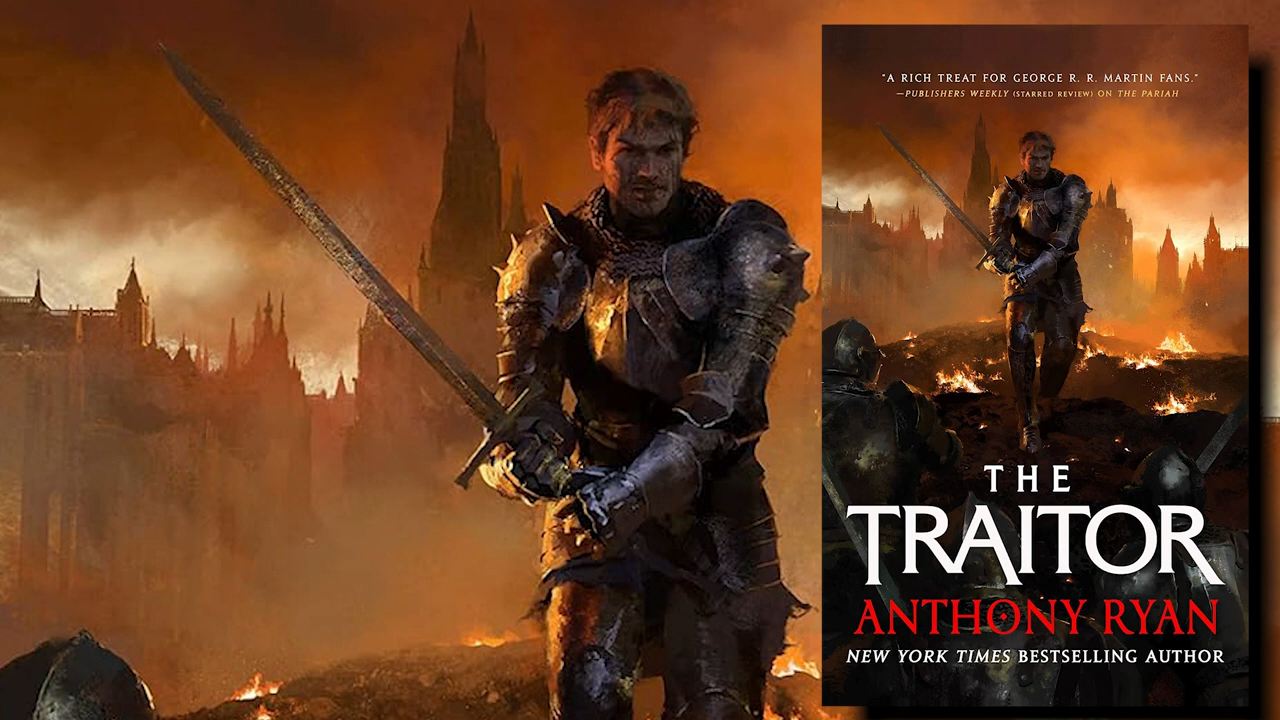 "A RICH TREAT FOR GEORGE R. R. MARTIN FANS."
—PUBLISHERS WEEKLY (STARRED REVIEW) ON THE PARIAH
THE
TRAITOR
ANTHONY RYAN
NEW YORK TIMES BESTSELLING AUTHOR